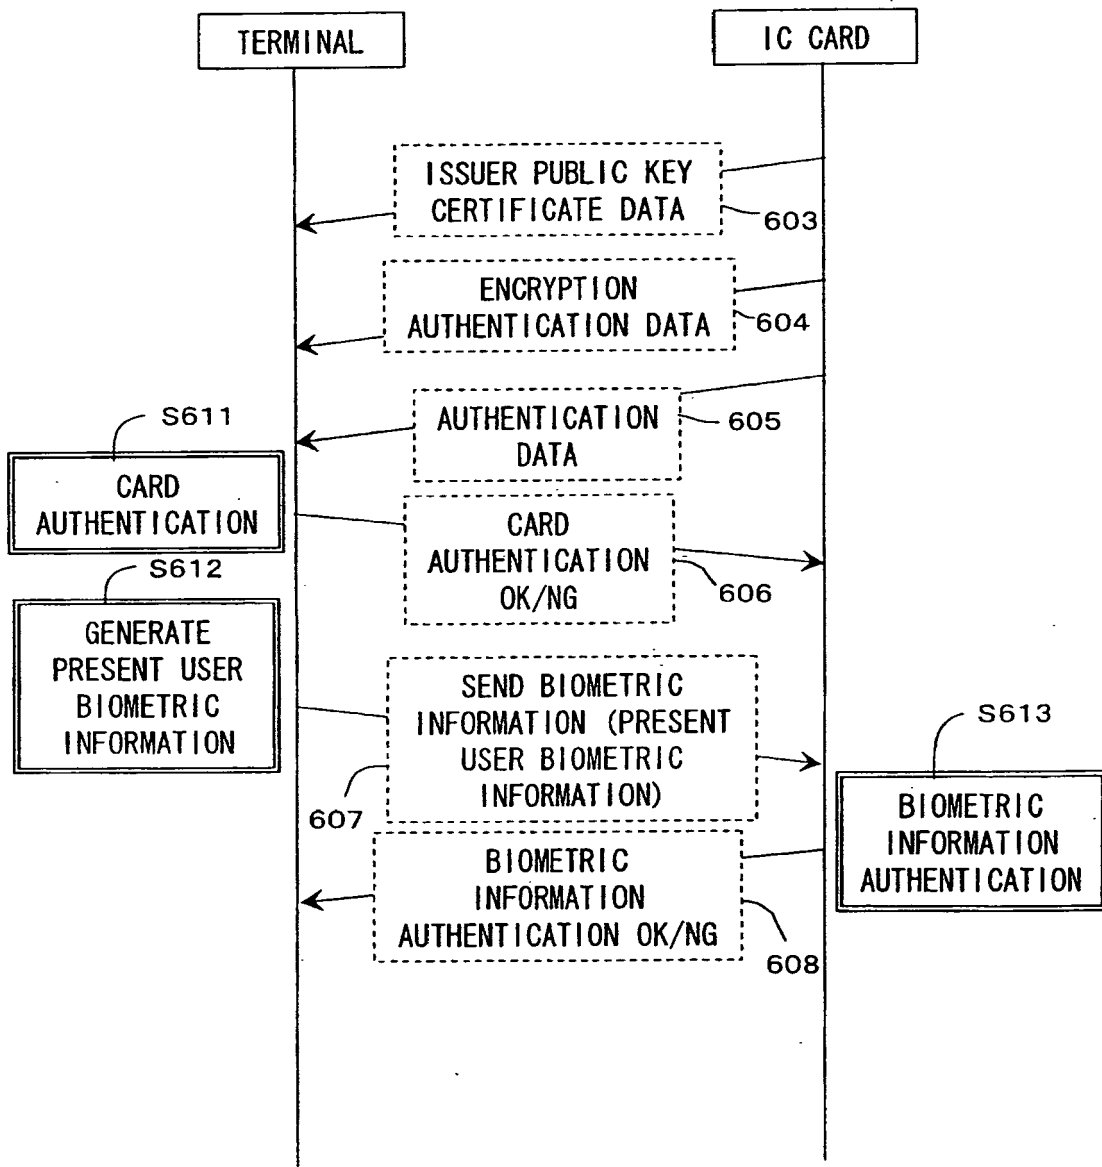 TERMINAL
IC CARD
ISSUER PUBLIC KEY
CERTIFICATE DATA
603
ENCRYPTION
AUTHENTICATION DATA
604
AUTHENTICATION
DATA
605
S611
CARD
AUTHENTICATION
CARD
AUTHENTICATION
OK/NG
606
S612
GENERATE
PRESENT USER
BIOMETRIC
INFORMATION
SEND BIOMETRIC
INFORMATION (PRESENT
USER BIOMETRIC
INFORMATION)
607
S613
BIOMETRIC
INFORMATION
AUTHENTICATION
BIOMETRIC
INFORMATION
AUTHENTICATION OK/NG
608